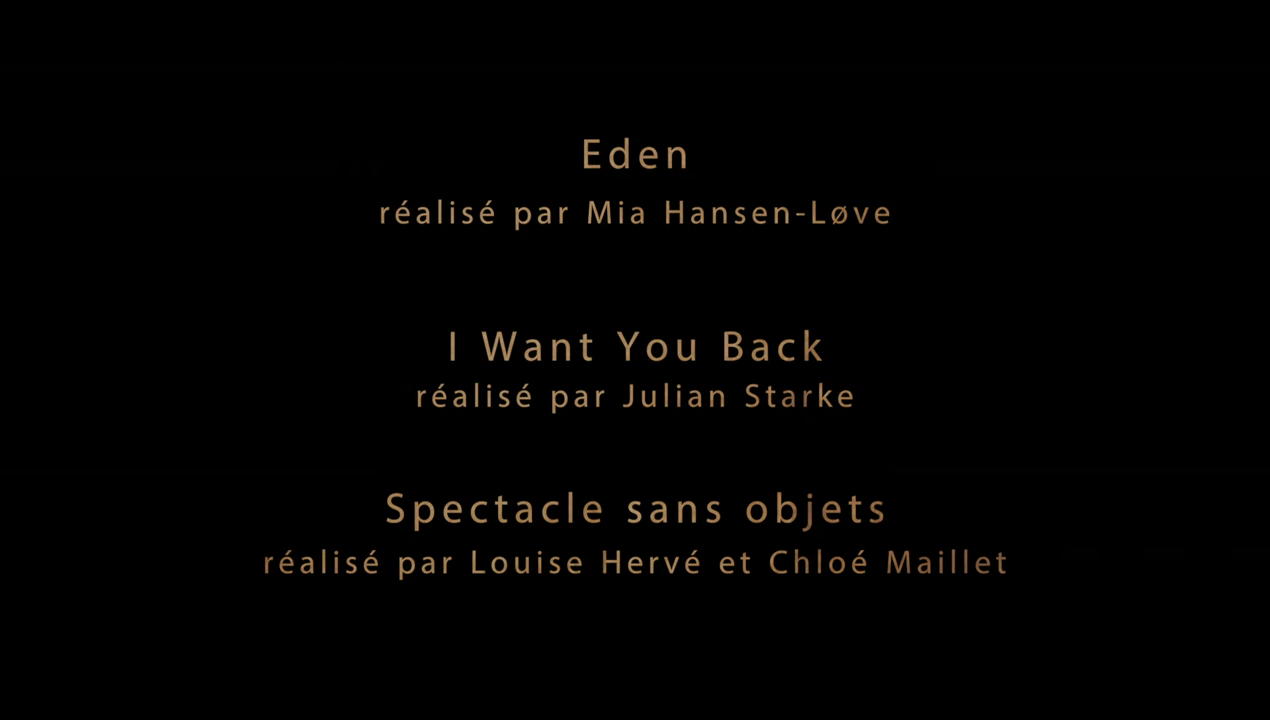 Eden
réalisé par Mia Hansen-Løve
I Want You Back
réalisé par Julian Starke
Spectacle sans objets
réalisé par Louise Hervé et Chloé Maillet